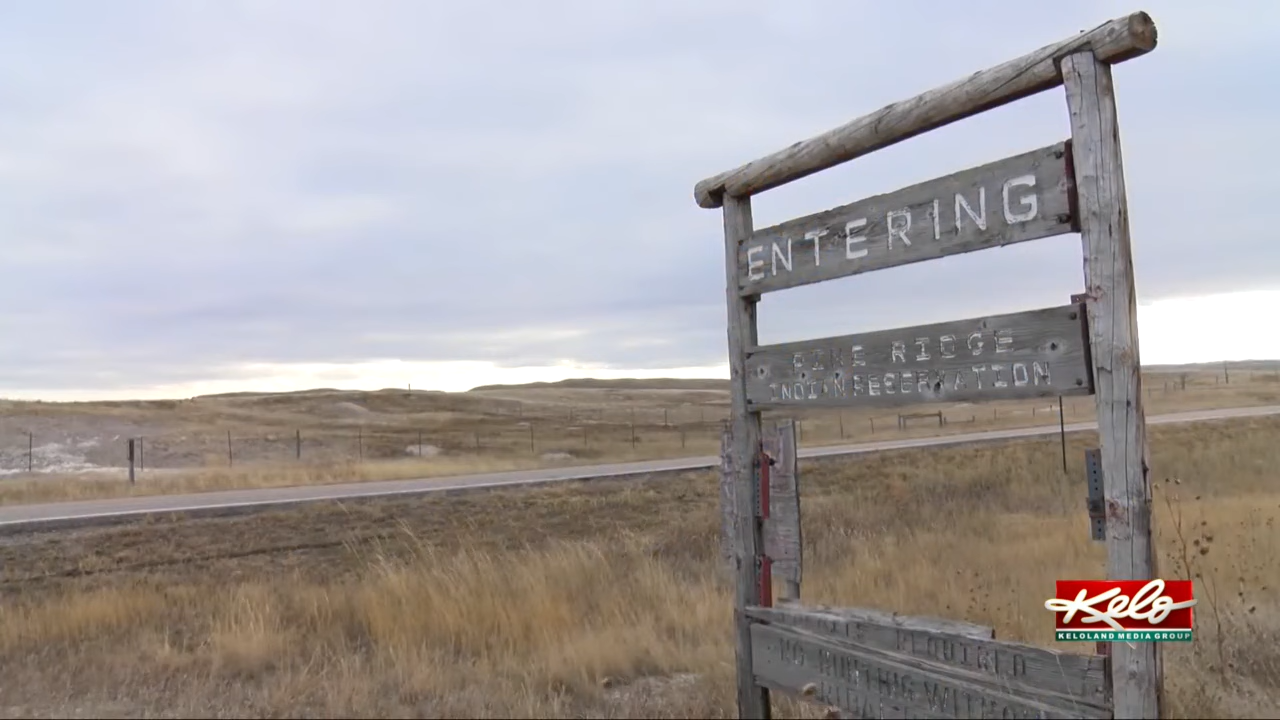 ENTERING
PINE RIDGE
INDIAN RESERVATION
NO HUNTING WITHOUT
Kelo
KELOLAND MEDIA GROUP